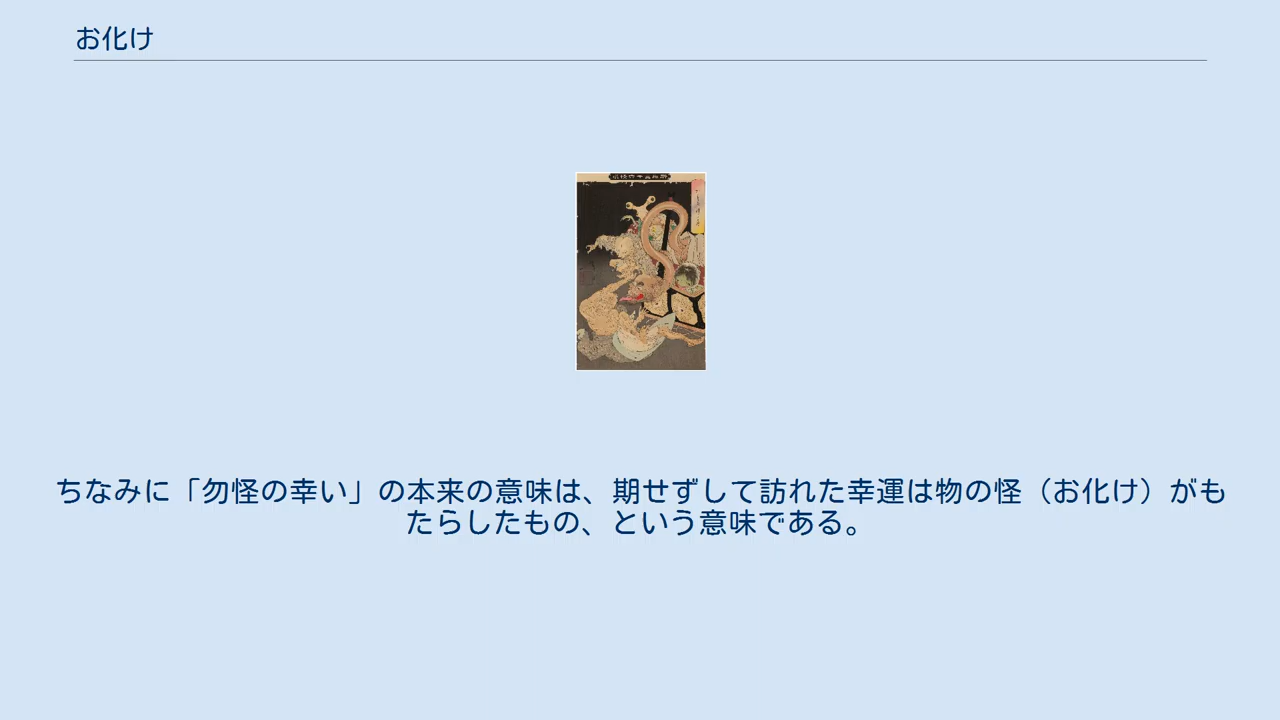 お化け
ちなみに「勿怪の幸い」の本来の意味は、期せずして訪れた幸運は物の怪（お化け）がも
たらしたもの、という意味である。